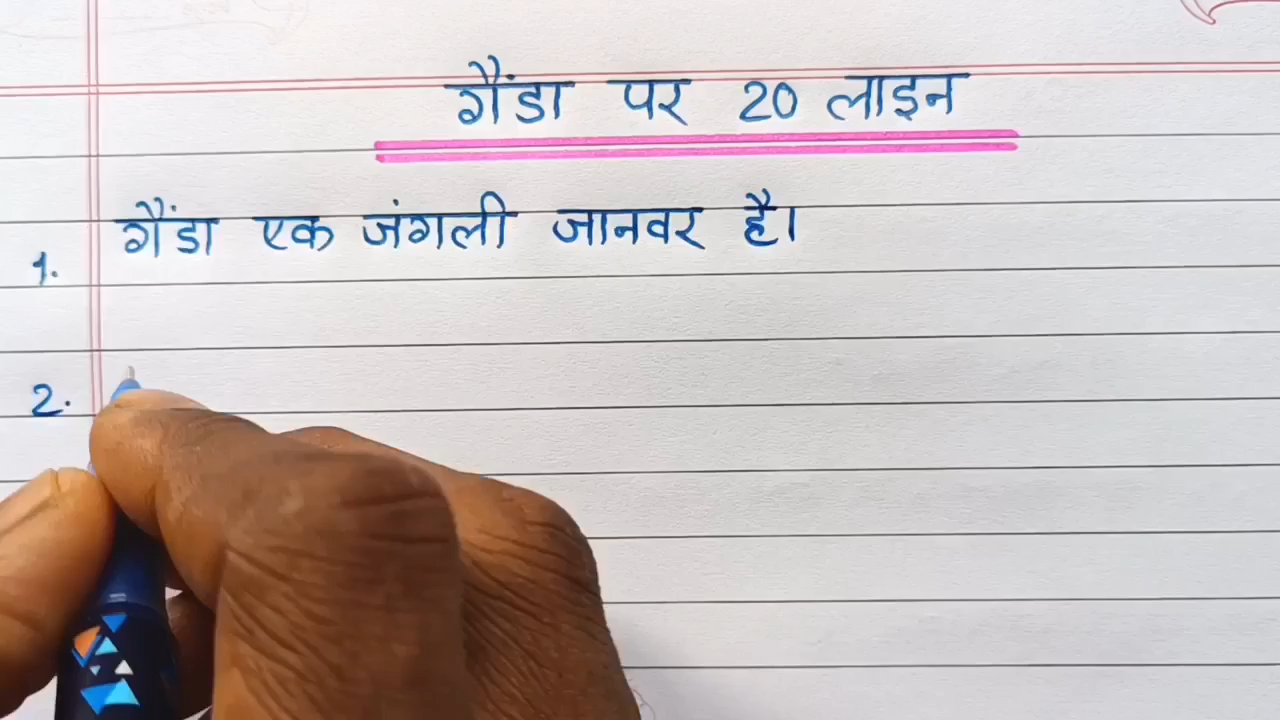 गैंडा पर 20 लाइन
1. गैंडा एक जंगली जानवर है।
2.